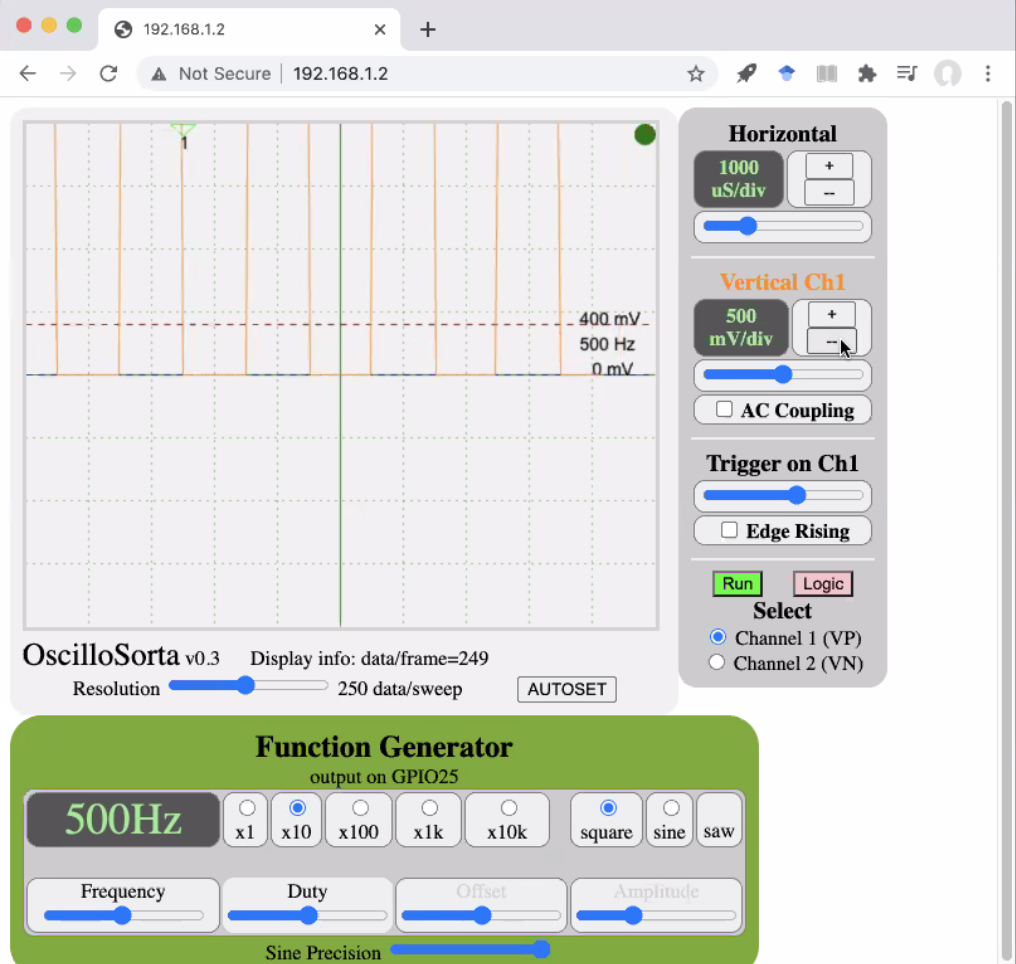 192.168.1.2
Not Secure 192.168.1.2
1
400 mV
500 Hz
0 mV
Horizontal
1000
uS/div
+
--
Vertical Ch1
500
mV/div
+
--
AC Coupling
Trigger on Ch1
Edge Rising
Run Logic
Select
Channel 1 (VP)
Channel 2 (VN)
OscilloSorta v0.3 Display info: data/frame=249
Resolution 250 data/sweep AUTOSET
Function Generator
output on GPIO25
500Hz x1 x10 x100 x1k x10k square sine saw
Frequency Duty Offset Amplitude
Sine Precision